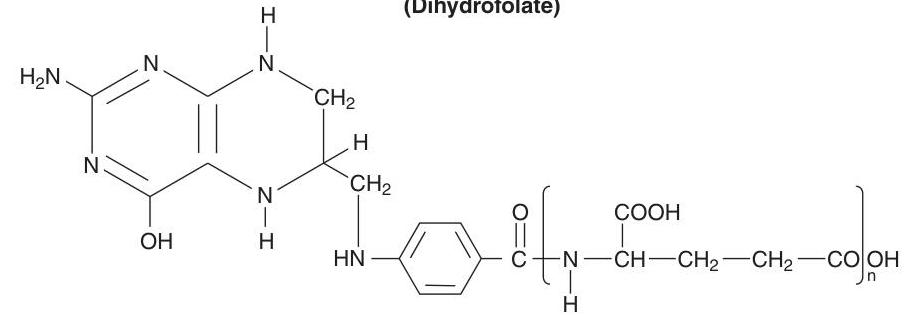 (Dihydrofolate)
H
H₂N N N
CH₂
N H
CH₂
N
OH H
O COOH
HN C N CH CH₂ CH₂ CO OH
n
H